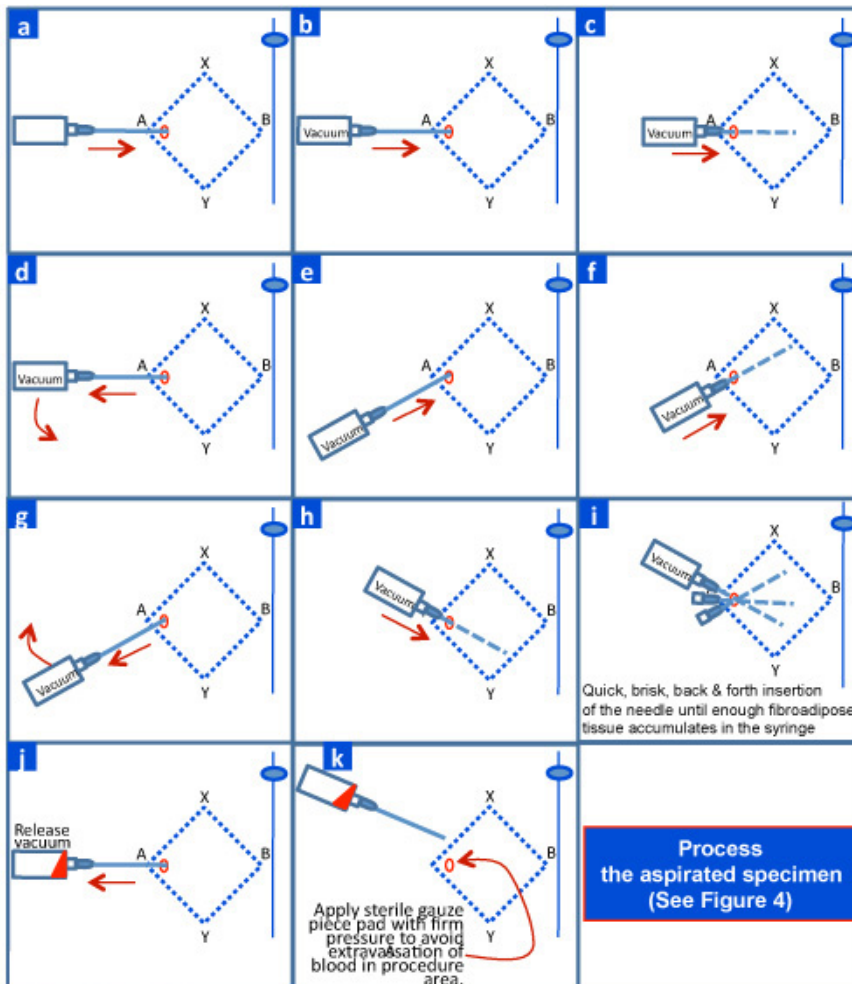 a
X
A
B
Y
b
X
A
B
Vacuum
Y
c
X
A
B
Vacuum
Y
d
X
A
B
Vacuum
Y
e
X
A
B
Vacuum
Y
f
X
A
B
Vacuum
Y
g
X
A
B
Vacuum
Y
h
X
A
B
Vacuum
Y
i
X
B
Vacuum
Y
Quick, brisk, back & forth insertion
of the needle until enough fibroadipose
tissue accumulates in the syringe
j
X
Release
vacuum
A
B
Y
k
X
B
Y
Apply sterile gauze
piece pad with firm
pressure to avoid
extravasation of
A
blood in procedure
area.
Process
the aspirated specimen
(See Figure 4)